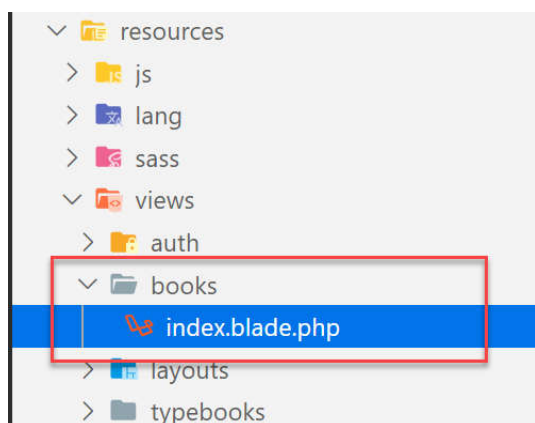 resources
js
lang
sass
views
auth
books
index.blade.php
layouts
typebooks